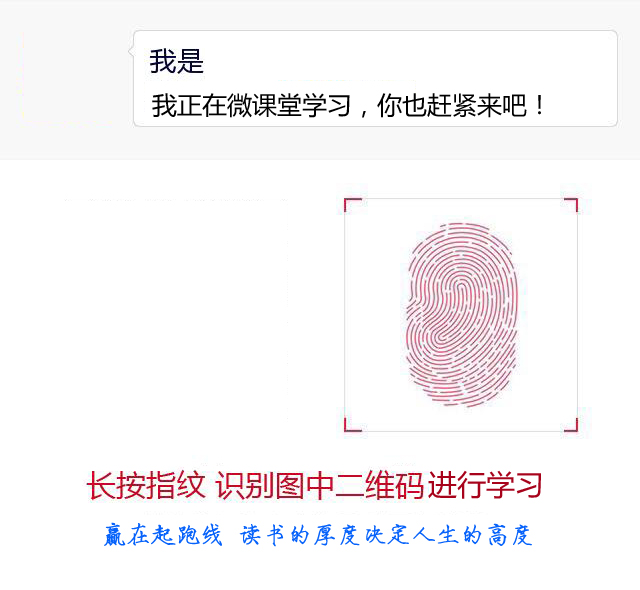 我是
我正在微课堂学习，你也赶紧来吧！
长按指纹 识别图中二维码进行学习
赢在起跑线 读书的厚度决定人生的高度